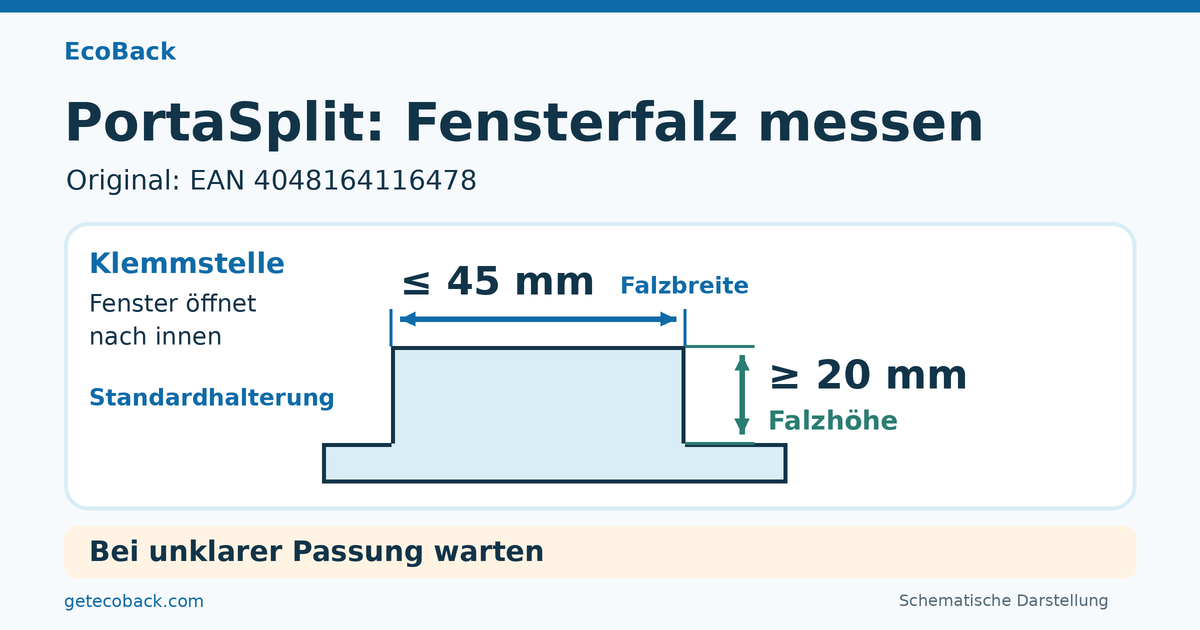 EcoBack
PortaSplit: Fensterfalz messen
Original: EAN 4048164116478
Klemmstelle
Fenster öffnet
nach innen
Standardhalterung
≤ 45 mm Falzbreite
≥ 20 mm
Falzhöhe
Bei unklarer Passung warten
getecoback.com
Schematische Darstellung